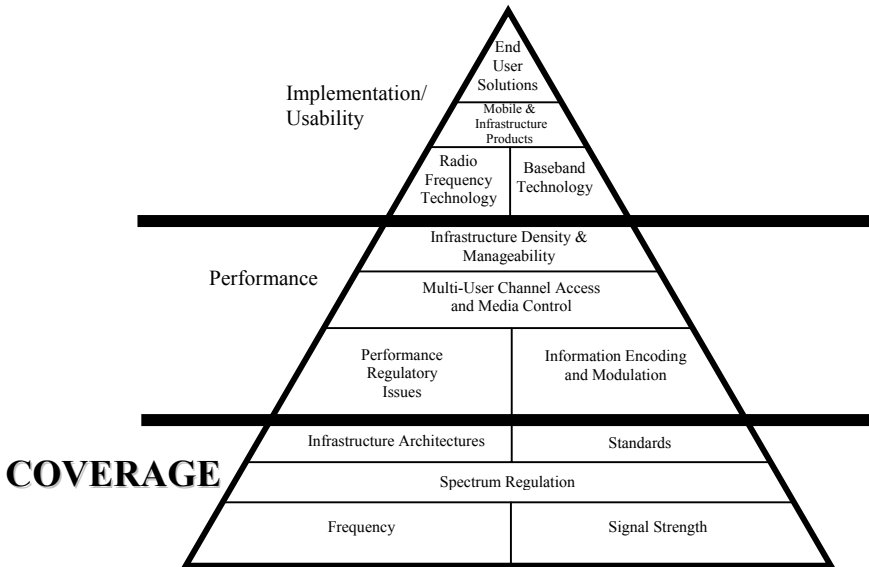 End
User
Solutions
Implementation/
Usability
Mobile &
Infrastructure
Products
Radio
Frequency
Technology
Baseband
Technology
Infrastructure Density &
Manageability
Performance
Multi-User Channel Access
and Media Control
Performance
Regulatory
Issues
Information Encoding
and Modulation
Infrastructure Architectures
Standards
COVERAGE
Spectrum Regulation
Frequency
Signal Strength